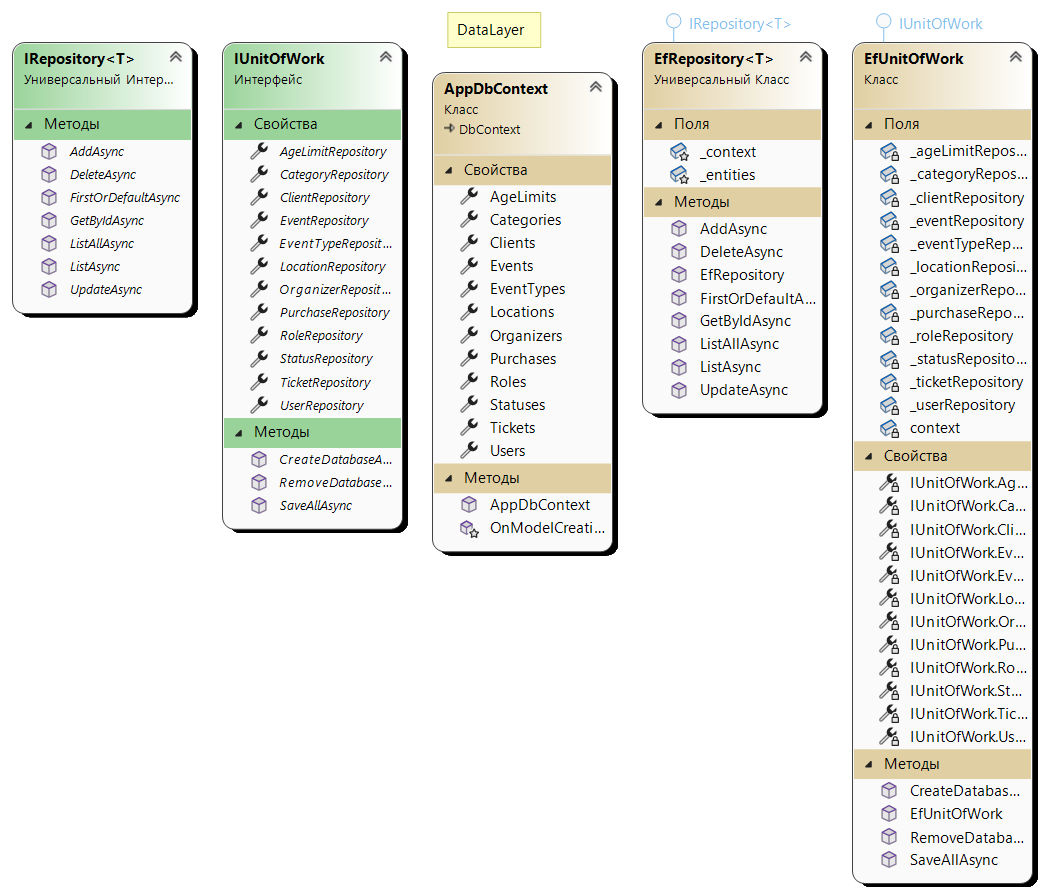 DataLayer
IRepository<T>
Универсальный Интер...
Методы
AddAsync
DeleteAsync
FirstOrDefaultAsync
GetByIdAsync
ListAllAsync
ListAsync
UpdateAsync
IUnitOfWork
Интерфейс
Свойства
AgeLimitRepository
CategoryRepository
ClientRepository
EventRepository
EventTypeReposit...
LocationRepository
OrganizerReposit...
PurchaseRepository
RoleRepository
StatusRepository
TicketRepository
UserRepository
Методы
CreateDatabaseA...
RemoveDatabase...
SaveAllAsync
AppDbContext
Класс
DbContext
Свойства
AgeLimits
Categories
Clients
Events
EventTypes
Locations
Organizers
Purchases
Roles
Statuses
Tickets
Users
Методы
AppDbContext
OnModelCreati...
IRepository<T>
EfRepository<T>
Универсальный Класс
Поля
_context
_entities
Методы
AddAsync
DeleteAsync
EfRepository
FirstOrDefaultA...
GetByIdAsync
ListAllAsync
ListAsync
UpdateAsync
IUnitOfWork
EfUnitOfWork
Класс
Поля
_ageLimitRepos...
_categoryRepos...
_clientRepository
_eventRepository
_eventTypeRep...
_locationReposi...
_organizerRepo...
_purchaseRepo...
_roleRepository
_statusReposito...
_ticketRepository
_userRepository
context
Свойства
IUnitOfWork.Ag...
IUnitOfWork.Ca...
IUnitOfWork.Cli...
IUnitOfWork.Ev...
IUnitOfWork.Ev...
IUnitOfWork.Lo...
IUnitOfWork.Or...
IUnitOfWork.Pu...
IUnitOfWork.Ro...
IUnitOfWork.St...
IUnitOfWork.Tic...
IUnitOfWork.Us...
Методы
CreateDatabas...
EfUnitOfWork
RemoveDataba...
SaveAllAsync